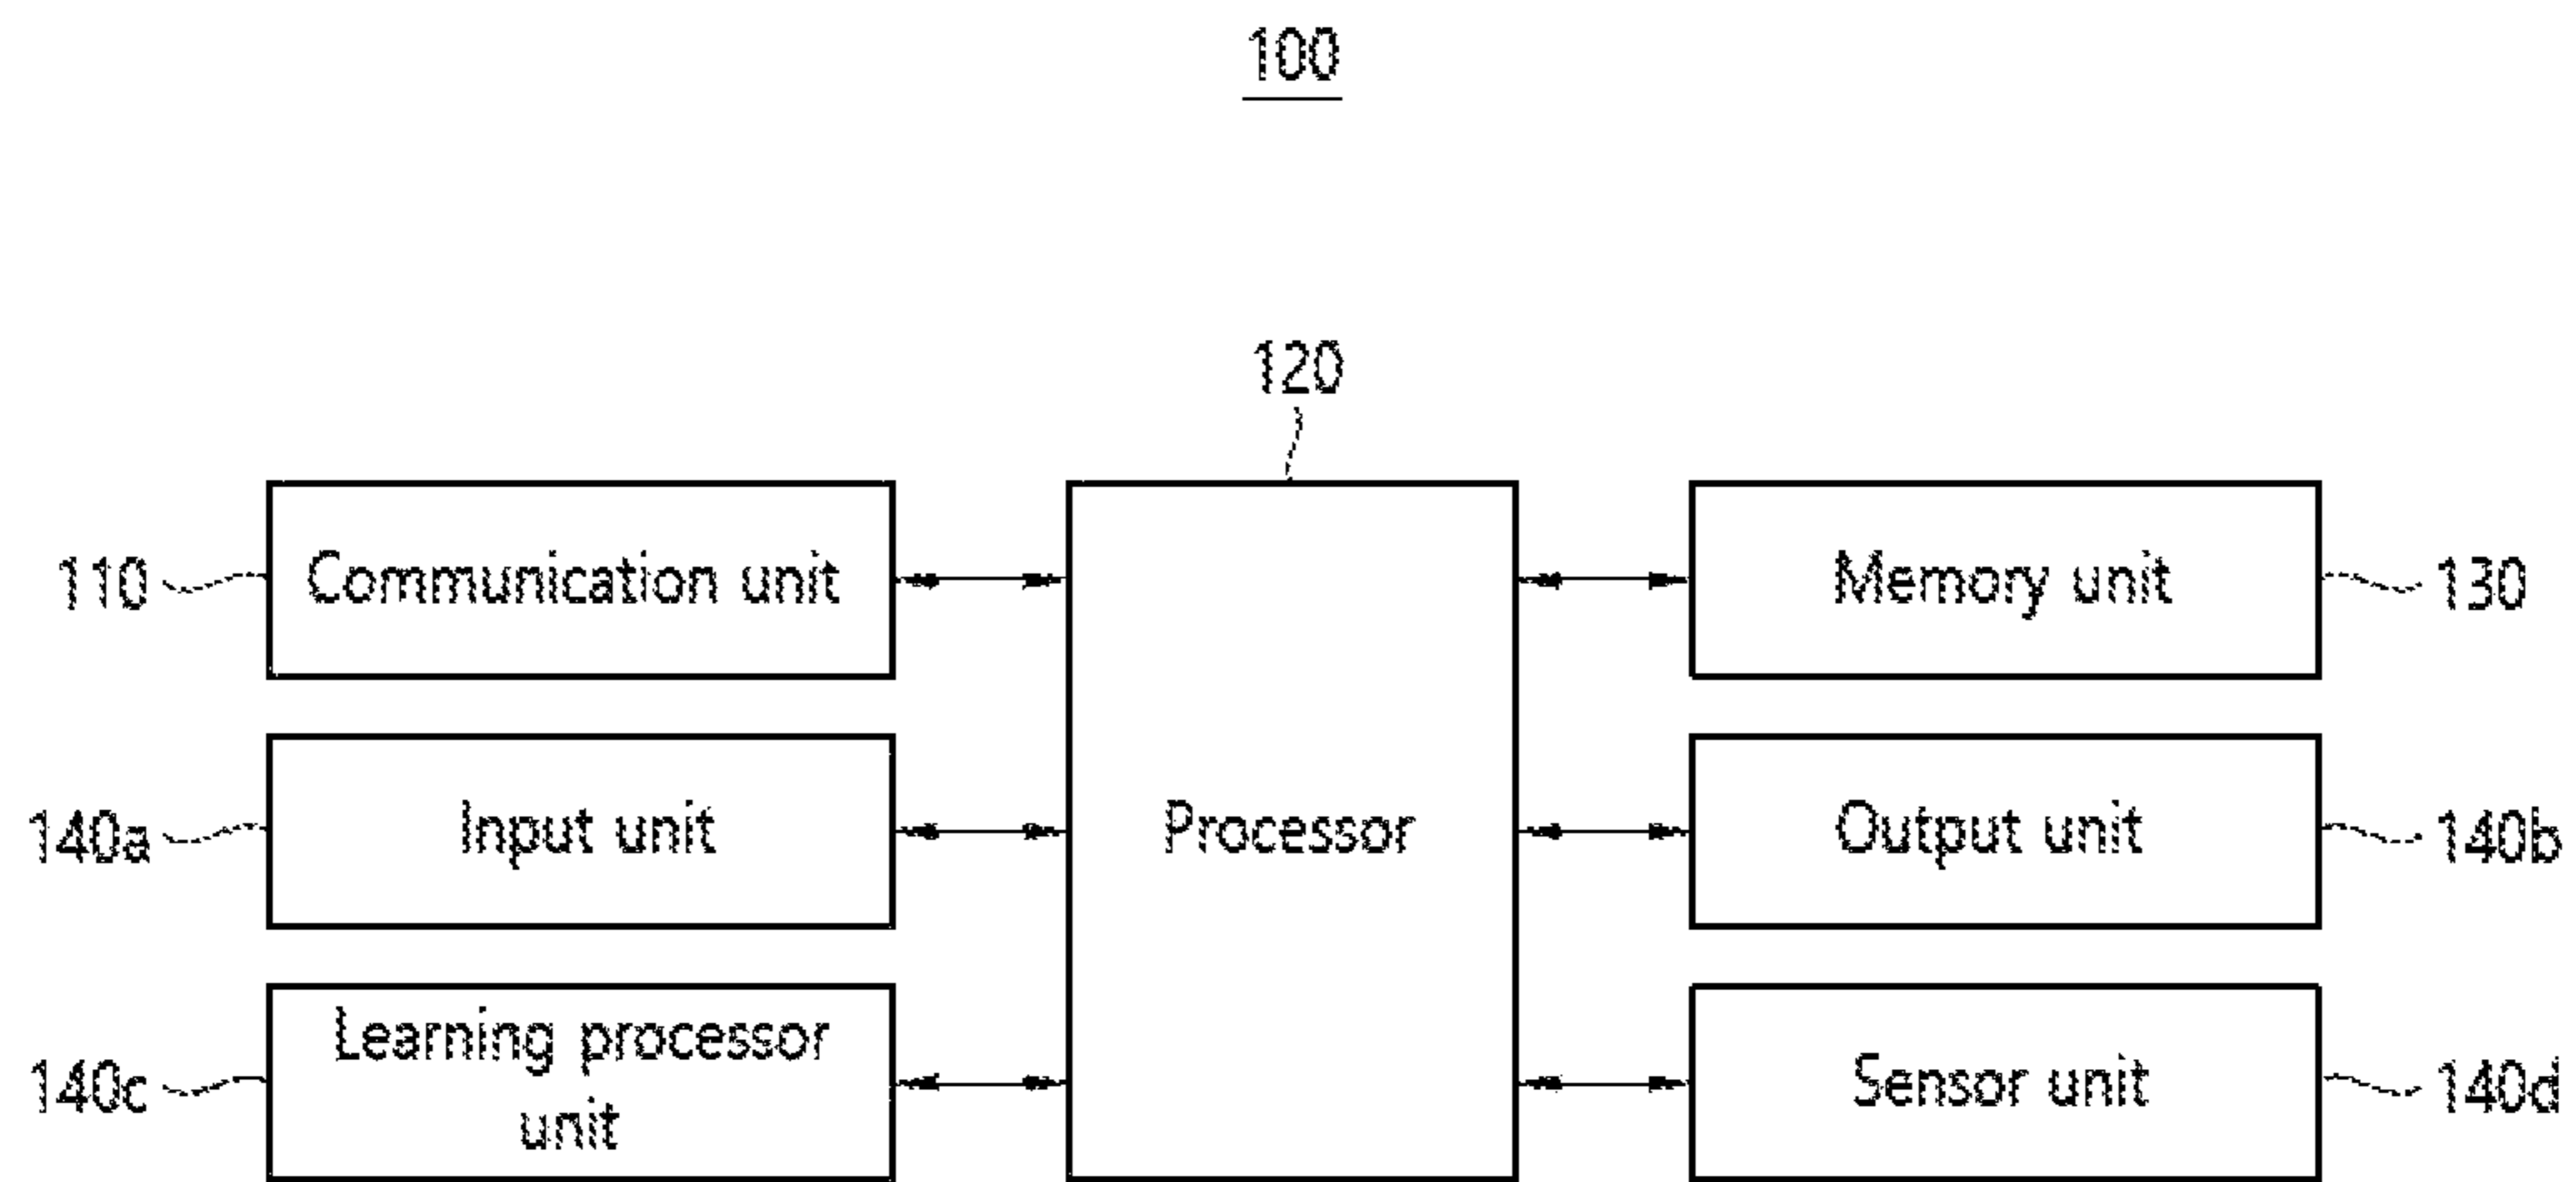 100
120
110
Communication unit
Memory unit
130
140a
Input unit
Processor
Output unit
140b
140c
Learning processor
unit
Sensor unit
140d